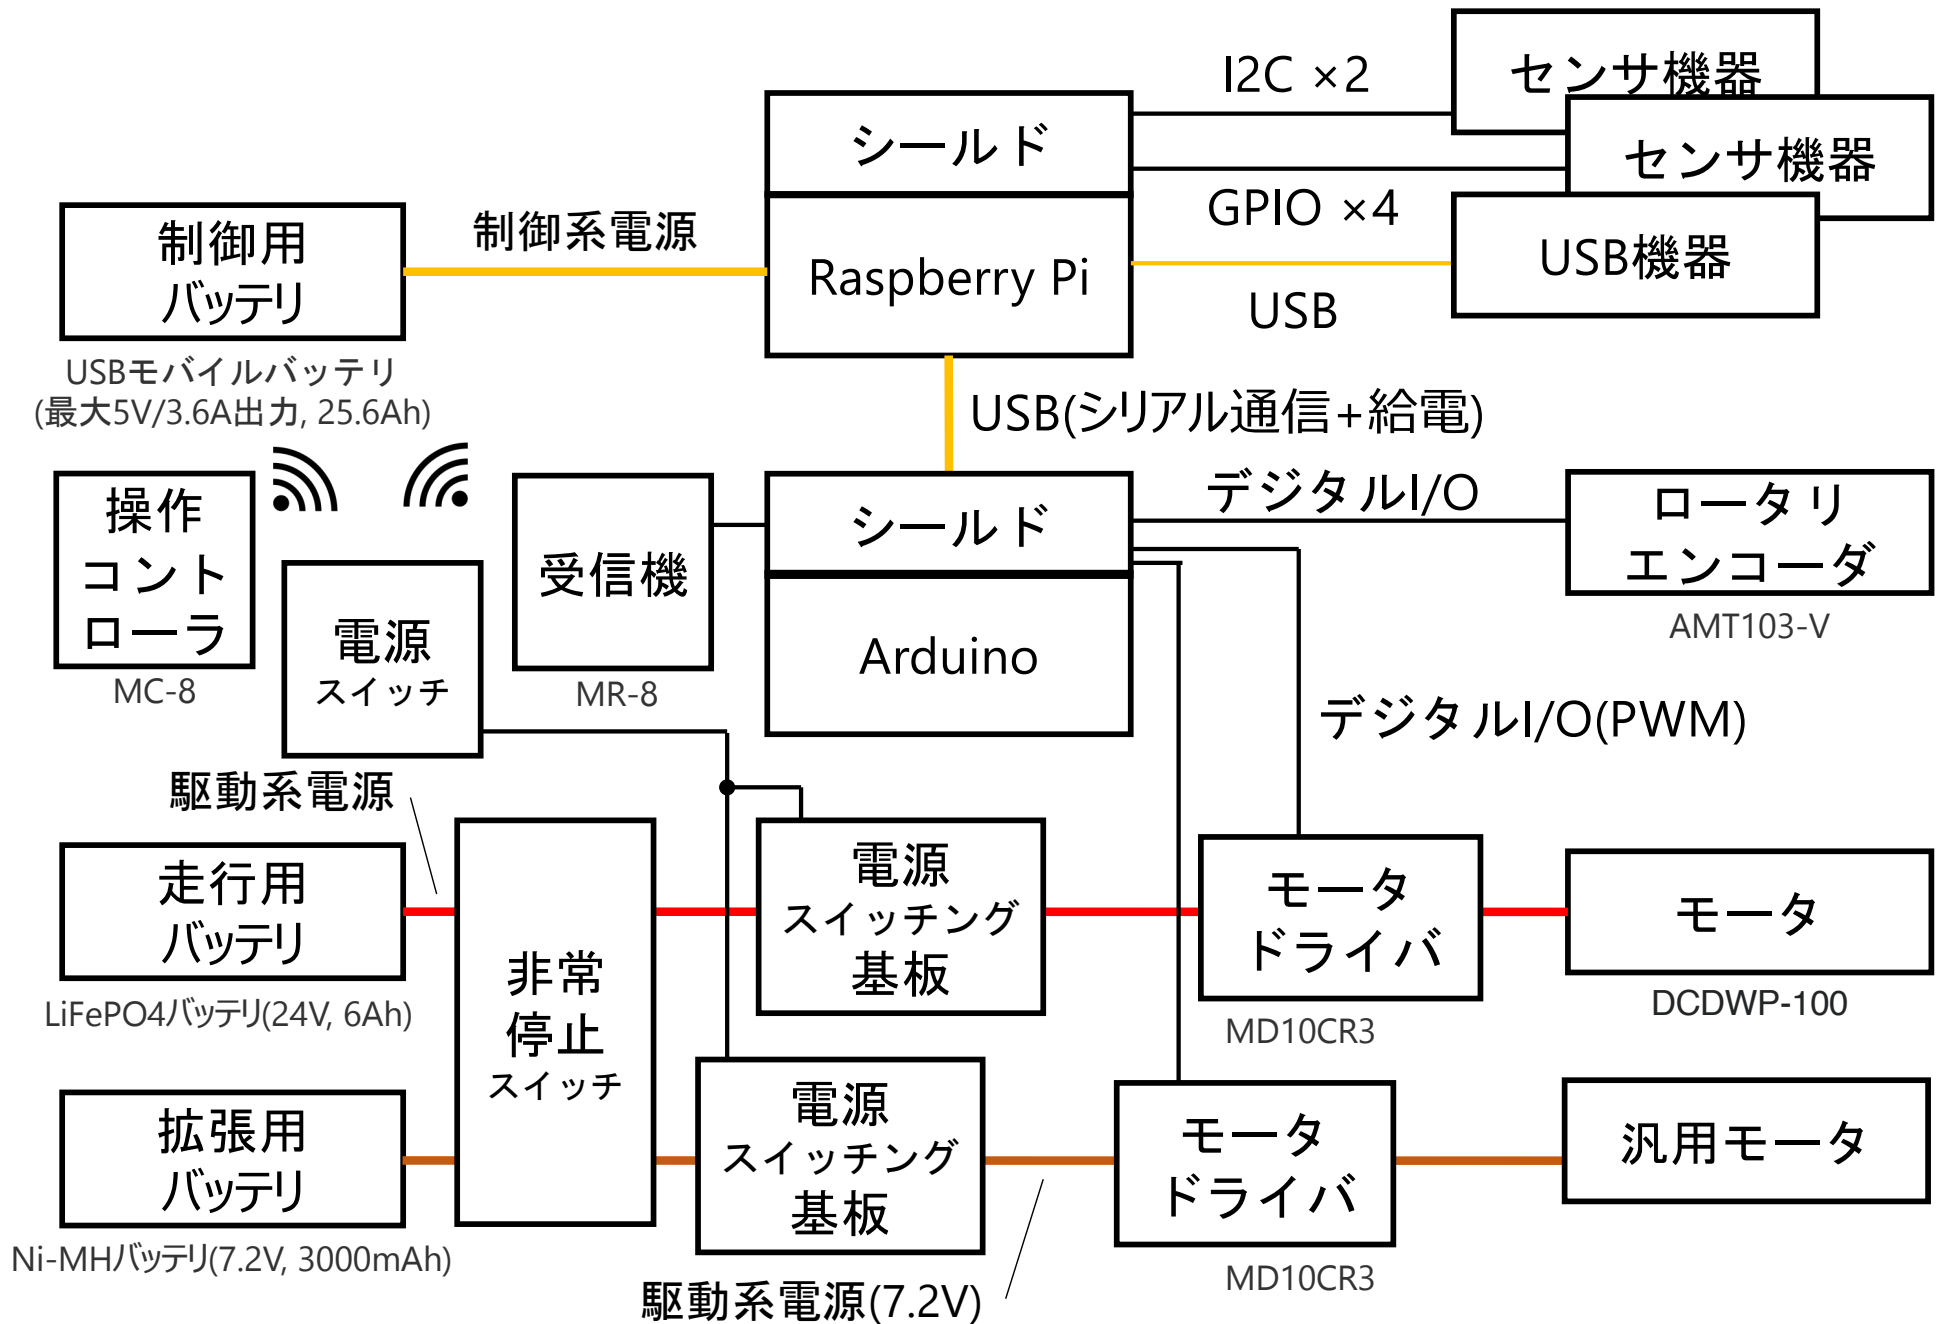 I2C ×2
センサ機器
シールド
センサ機器
GPIO ×4
制御用
バッテリ
制御系電源
Raspberry Pi
USB機器
USB
USBモバイルバッテリ
(最大5V/3.6A出力, 25.6Ah)
USB(シリアル通信+給電)
操作
コント
ローラ
MC-8
電源
スイッチ
受信機
MR-8
シールド
Arduino
デジタルI/O
ロータリ
エンコーダ
AMT103-V
デジタルI/O(PWM)
駆動系電源
走行用
バッテリ
LiFePO4バッテリ(24V, 6Ah)
非常
停止
スイッチ
電源
スイッチング
基板
モータ
ドライバ
MD10CR3
モータ
DCDWP-100
拡張用
バッテリ
Ni-MHバッテリ(7.2V, 3000mAh)
電源
スイッチング
基板
駆動系電源(7.2V)
モータ
ドライバ
MD10CR3
汎用モータ